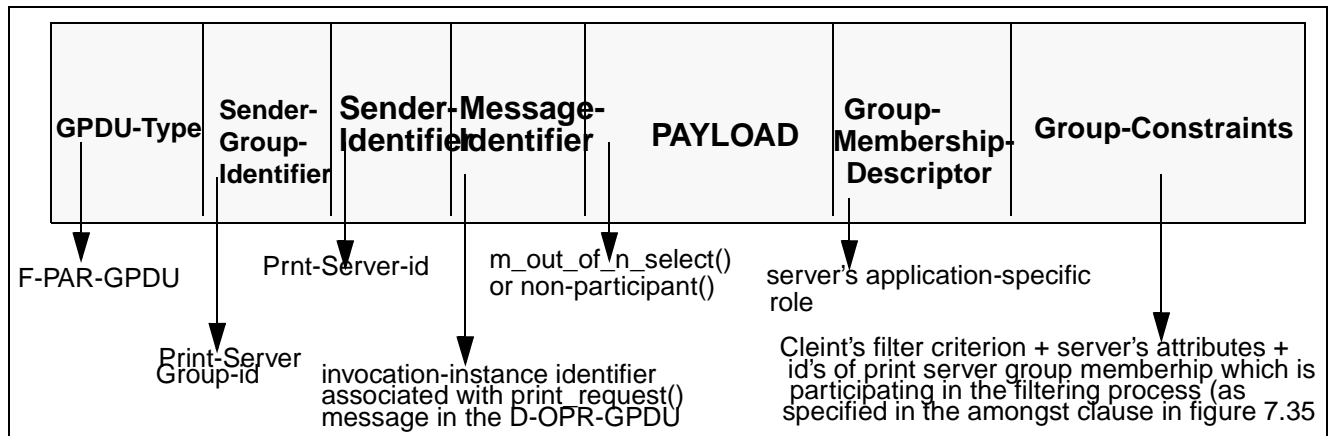 GPDU-Type
Sender-
Group-
Identifier
Sender-
Identifier
Message-
Identifier
PAYLOAD
Group-
Membership-
Descriptor
Group-Constraints
F-PAR-GPDU
Print-Server
Group-id
Prnt-Server-id
invocation-instance identifier
associated with print_request()
message in the D-OPR-GPDU
m_out_of_n_select()
or non-participant()
server's application-specific
role
Cleint's filter criterion + server's attributes +
id's of print server group memberhip which is
participating in the filtering process (as
specified in the amongst clause in figure 7.35